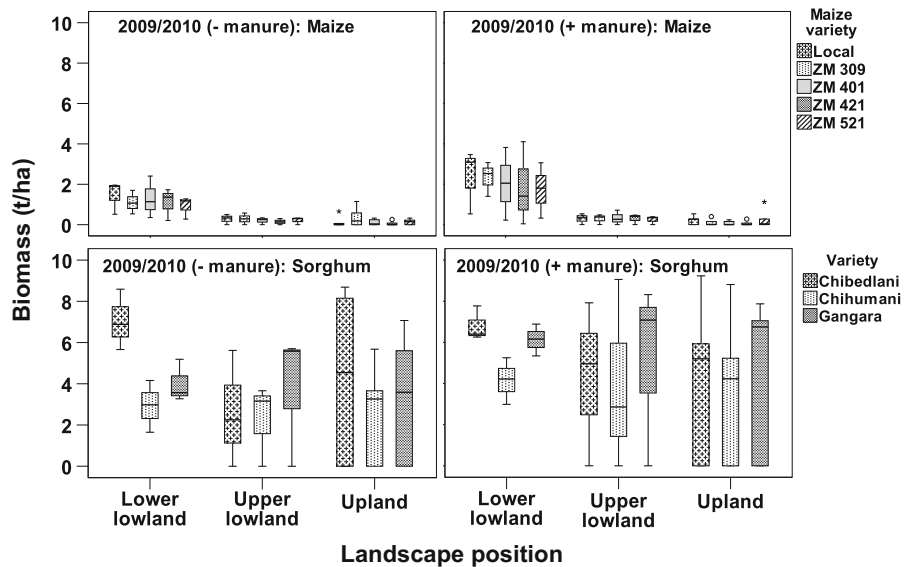 2009/2010 (- manure): Maize
2009/2010 (+ manure): Maize
Maize
variety
Local
ZM 309
ZM 401
ZM 421
ZM 521
10
8
6
4
2
0
Biomass (t/ha)
2009/2010 (- manure): Sorghum
2009/2010 (+ manure): Sorghum
Variety
Chibedlani
Chihumani
Gangara
10
8
6
4
2
0
Lower
lowland
Upper
lowland
Upland
Lower
lowland
Upper
lowland
Upland
Landscape position